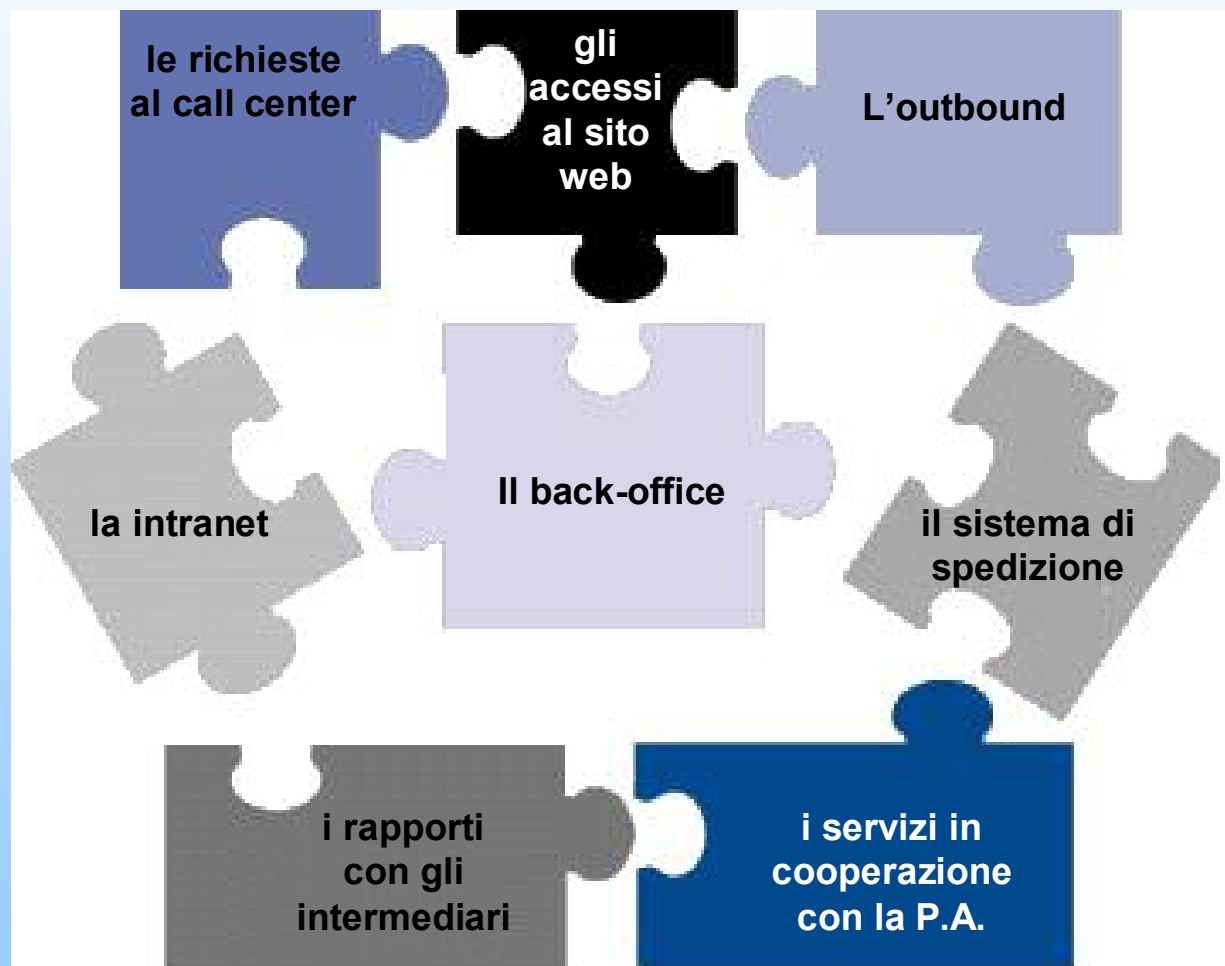 le richieste
al call center
gli
accessi
al sito
web
L’outbound
la intranet
Il back-office
il sistema di
spedizione
i rapporti
con gli
intermediari
i servizi in
cooperazione
con la P.A.